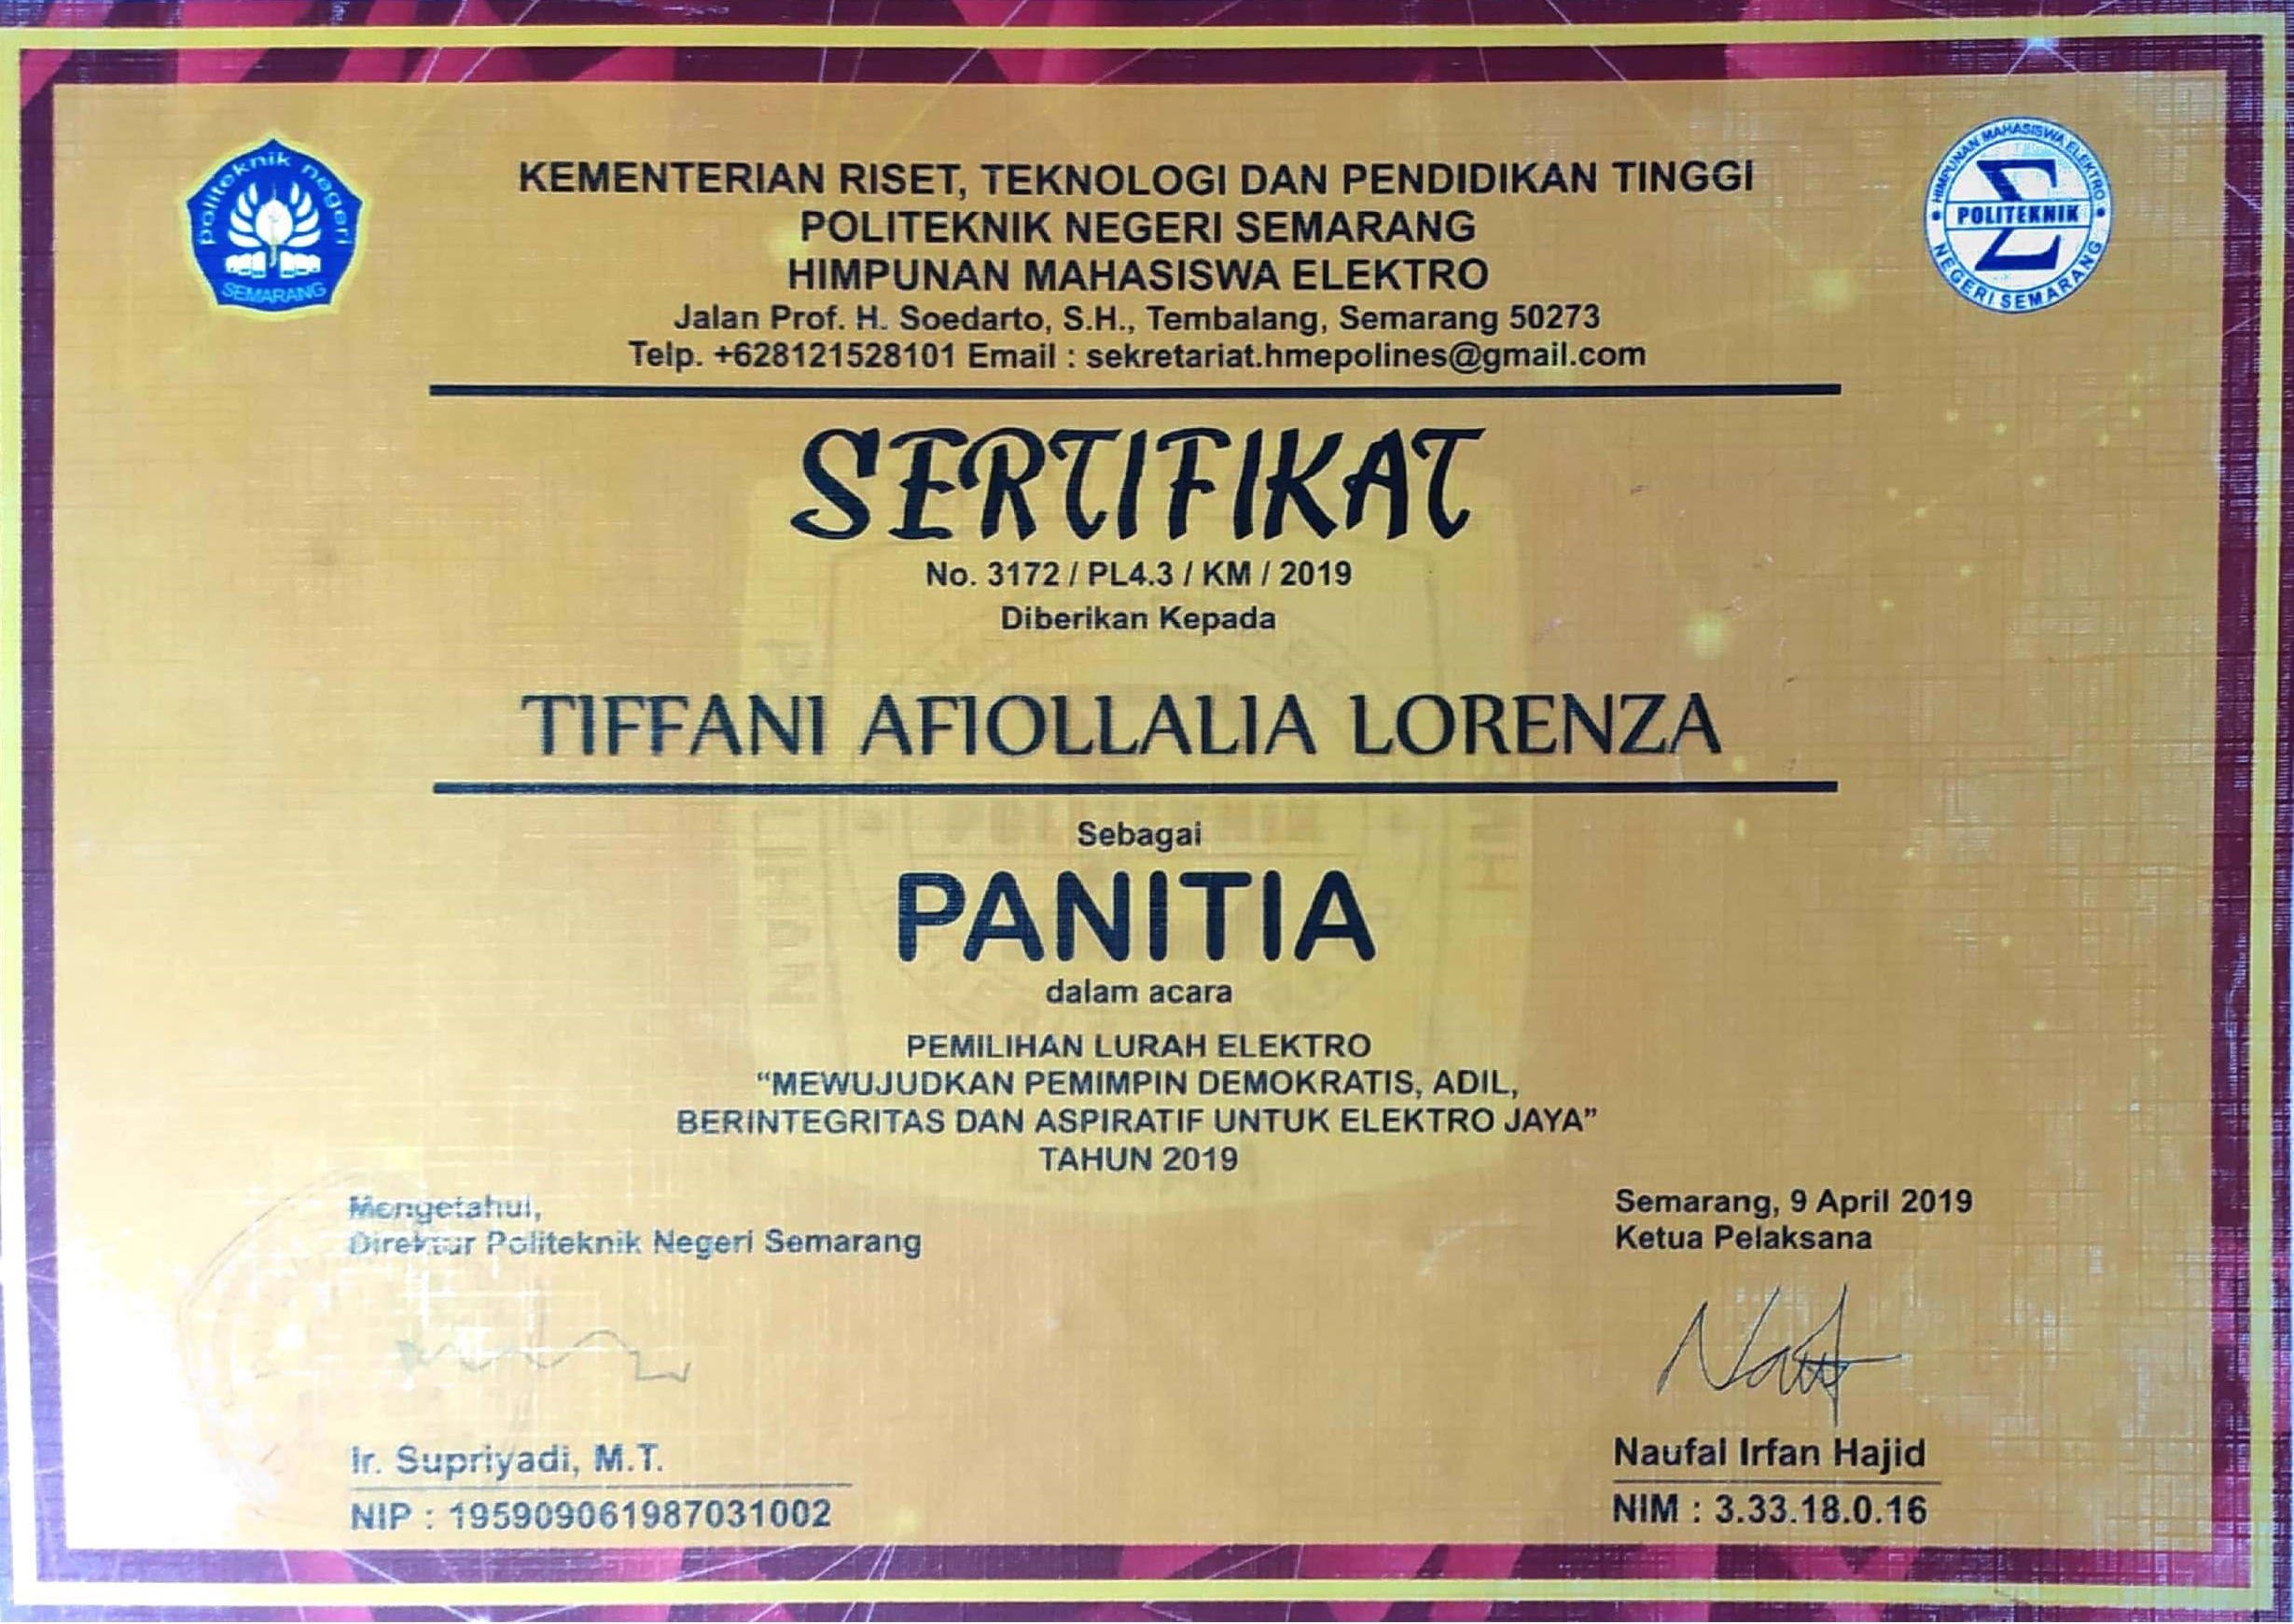 politeknik negeri
SEMARANG
HIMPUNAN MAHASISWA ELEKTRO
POLITEKNIK
NEGERI SEMARANG
KEMENTERIAN RISET, TEKNOLOGI DAN PENDIDIKAN TINGGI
POLITEKNIK NEGERI SEMARANG
HIMPUNAN MAHASISWA ELEKTRO
Jalan Prof. H. Soedarto, S.H., Tembalang, Semarang 50273
Telp. +628121528101 Email : sekretariat.hmepolines@gmail.com
SERTIFIKAT
No. 3172 / PL4.3 / KM / 2019
Diberikan Kepada
TIFFANI AFIOLLALIA LORENZA
Sebagai
PANITIA
dalam acara
PEMILIHAN LURAH ELEKTRO
“MEWUJUDKAN PEMIMPIN DEMOKRATIS, ADIL,
BERINTEGRITAS DAN ASPIRATIF UNTUK ELEKTRO JAYA”
TAHUN 2019
Mengetahui,
Direktur Politeknik Negeri Semarang
Ir. Supriyadi, M.T.
NIP : 195909061987031002
Semarang, 9 April 2019
Ketua Pelaksana
Naufal Irfan Hajid
NIM : 3.33.18.0.16